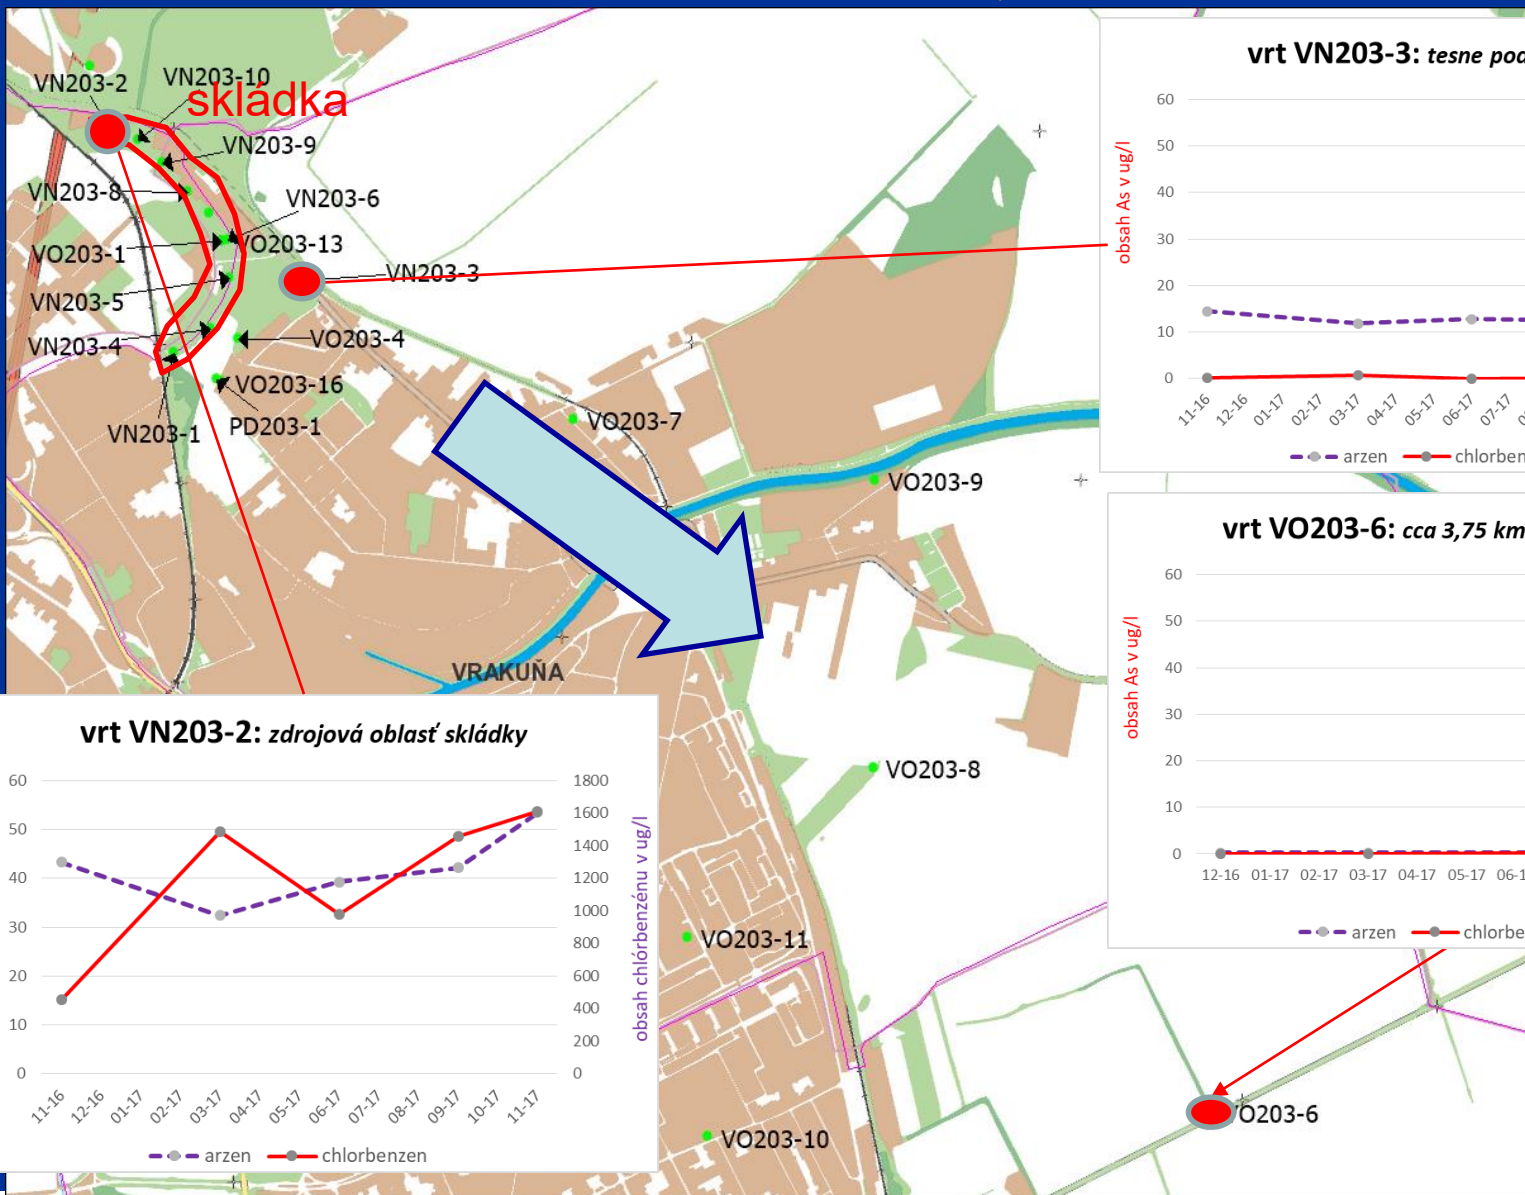 VN203-2
VN203-10
skládka
VN203-9
VN203-8
VN203-6
VO203-1
VO203-13
VN203-3
VN203-5
VN203-4
VO203-4
VO203-16
VN203-1
PD203-1
VO203-7
VO203-9
VRAKUŇA
VO203-8
VO203-11
VO203-10
VO203-6
vrt VN203-3: tesne pod
obsah As v ug/l
60
50
40
30
20
10
0
11-16
12-16
01-17
02-17
03-17
04-17
05-17
06-17
07-17
arzen
chlorben
vrt VO203-6: cca 3,75 km
obsah As v ug/l
60
50
40
30
20
10
0
12-16 01-17 02-17 03-17 04-17 05-17 06-1
arzen
chlorbe
vrt VN203-2: zdrojová oblasť skládky
60
50
40
30
20
10
0
1800
1600
1400
1200
1000
800
600
400
200
0
obsah chlórbenzénu v ug/l
11-16
12-16
01-17
02-17
03-17
04-17
05-17
06-17
07-17
08-17
09-17
10-17
11-17
arzen
chlorbenzen